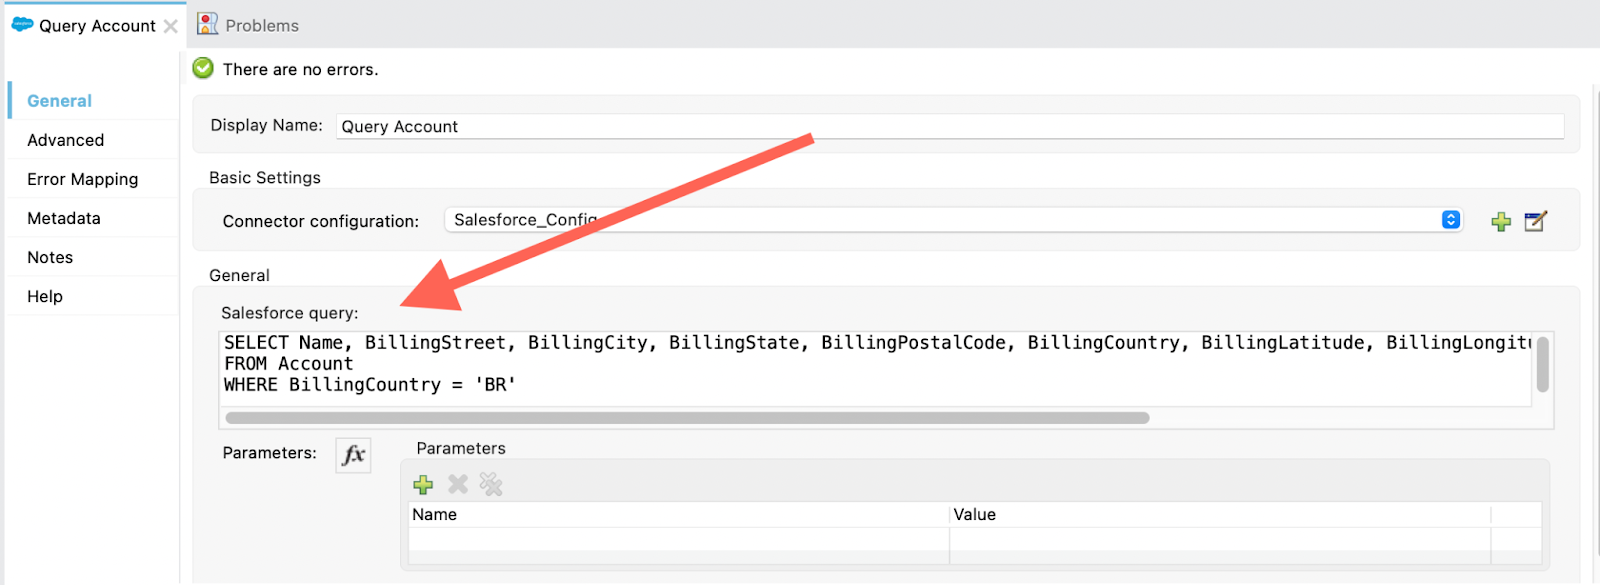 Query Account
Problems
There are no errors.
General
Advanced
Error Mapping
Metadata
Notes
Help
Display Name: Query Account
Basic Settings
Connector configuration: Salesforce_Config
General
Salesforce query:
SELECT Name, BillingStreet, BillingCity, BillingState, BillingPostalCode, BillingCountry, BillingLatitude,
FROM Account
WHERE BillingCountry = 'BR'
Parameters: fx Parameters
Name Value